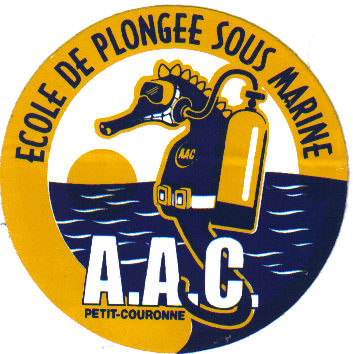 ECOLE DE PLONGEE SOUS MARINE
AAC
A.A.C.
PETIT-COURONNE